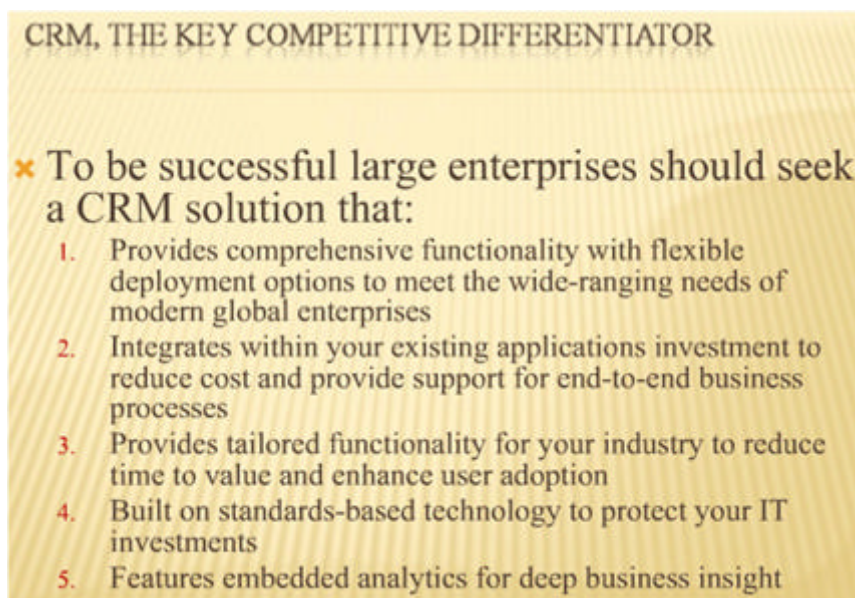 CRM, THE KEY COMPETITIVE DIFFERENTIATOR
To be successful large enterprises should seek
a CRM solution that:
1. Provides comprehensive functionality with flexible
deployment options to meet the wide-ranging needs of
modern global enterprises
2. Integrates within your existing applications investment to
reduce cost and provide support for end-to-end business
processes
3. Provides tailored functionality for your industry to reduce
time to value and enhance user adoption
4. Built on standards-based technology to protect your IT
investments
5. Features embedded analytics for deep business insight